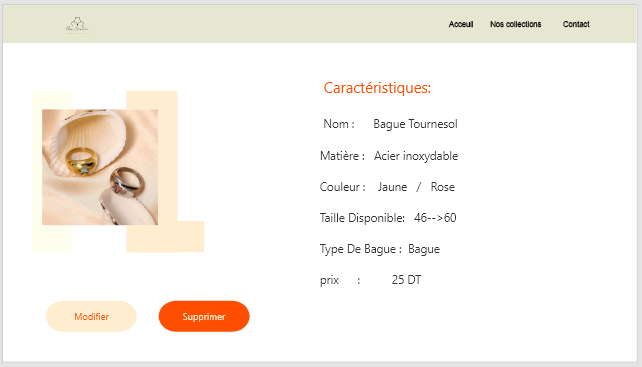 Acceuil Nos collections Contact
Caractéristiques:
Nom : Bague Tournesol
Matière : Acier inoxydable
Couleur : Jaune / Rose
Taille Disponible: 46-->60
Type De Bague : Bague
prix : 25 DT
Modifier Supprimer